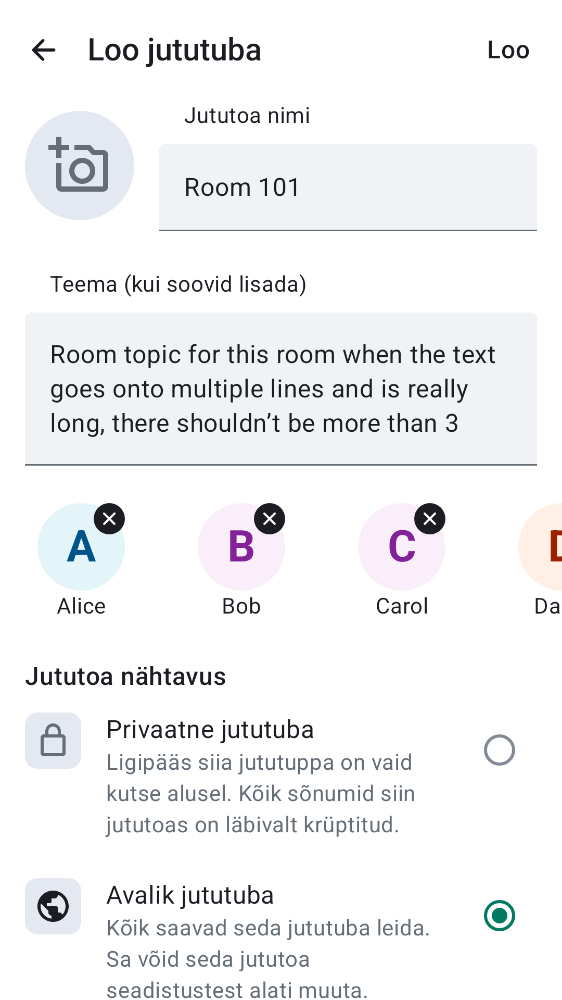 Loo jututuba
Loo
Jututoa nimi
Room 101
Teema (kui soovid lisada)
Room topic for this room when the text
goes onto multiple lines and is really
long, there shouldn’t be more than 3
A
B
C
D
Alice
Bob
Carol
Da
Jututoa nähtavus
Privaatne jututuba
Ligipääs siia jututuppa on vaid
kutse alusel. Kõik sõnumid siin
jututoas on läbivalt krüptitud.
Avalik jututuba
Kõik saavad seda jututuba leida.
Sa võid seda jututoa
seadistustest alati muuta.